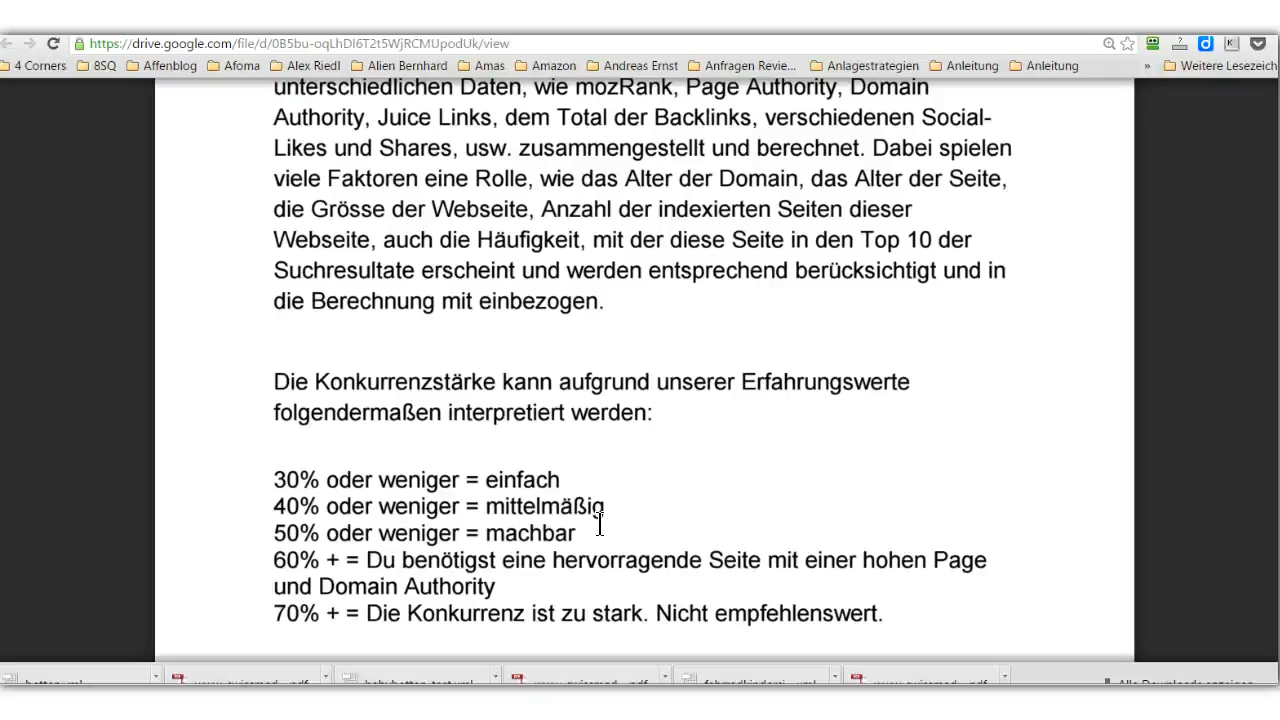 https://drive.google.com/file/d/0B5bu-oqLhDI6T2t5WjRCMUpodUk/view
4 Corners 8SQ Affenblog Afoma Alex Riedl Alien Bernhard Amas Amazon Andreas Ernst Anfragen Revie... Anlagestrategien Anleitung Anleitung » Weitere Lesezeich
unterschiedlichen Daten, wie mozRank, Page Authority, Domain
Authority, Juice Links, dem Total der Backlinks, verschiedenen Social-
Likes und Shares, usw. zusammengestellt und berechnet. Dabei spielen
viele Faktoren eine Rolle, wie das Alter der Domain, das Alter der Seite,
die Grösse der Webseite, Anzahl der indexierten Seiten dieser
Webseite, auch die Häufigkeit, mit der diese Seite in den Top 10 der
Suchresultate erscheint und werden entsprechend berücksichtigt und in
die Berechnung mit einbezogen.
Die Konkurrenzstärke kann aufgrund unserer Erfahrungswerte
folgendermaßen interpretiert werden:
30% oder weniger = einfach
40% oder weniger = mittelmäßig
50% oder weniger = machbar
60% + = Du benötigst eine hervorragende Seite mit einer hohen Page
und Domain Authority
70% + = Die Konkurrenz ist zu stark. Nicht empfehlenswert.
Alle Downloads anzeigen